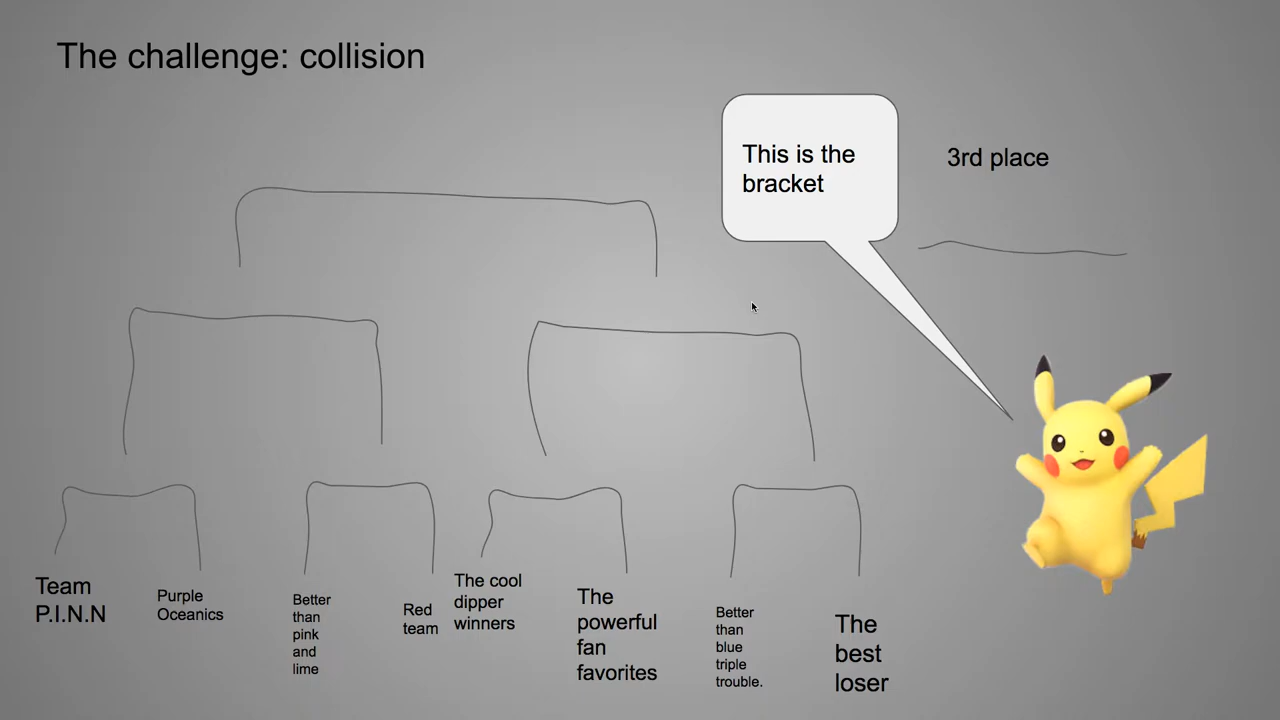 The challenge: collision
This is the
bracket
3rd place
Team
P.I.N.N
Purple
Oceanics
Better
than
pink
and
lime
Red
team
The cool
dipper
winners
The
powerful
fan
favorites
Better
than
blue
triple
trouble.
The
best
loser